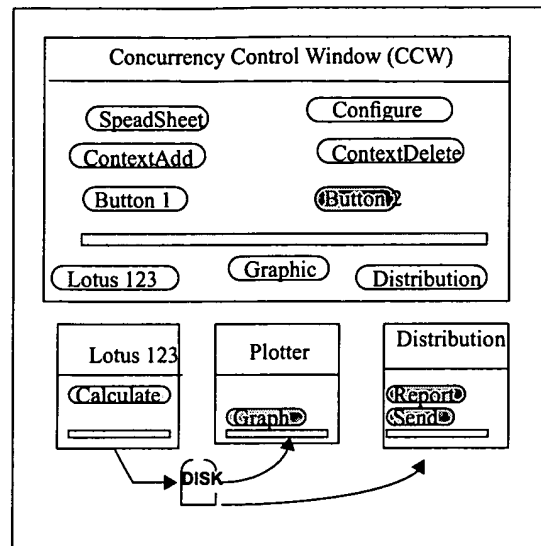 Concurrency Control Window (CCW)
SpeadSheet Configure
ContextAdd ContextDelete
Button 1 Button 2
Lotus 123 Graphic Distribution
Lotus 123 Plotter Distribution
Calculate Graph Report
Send
DISK